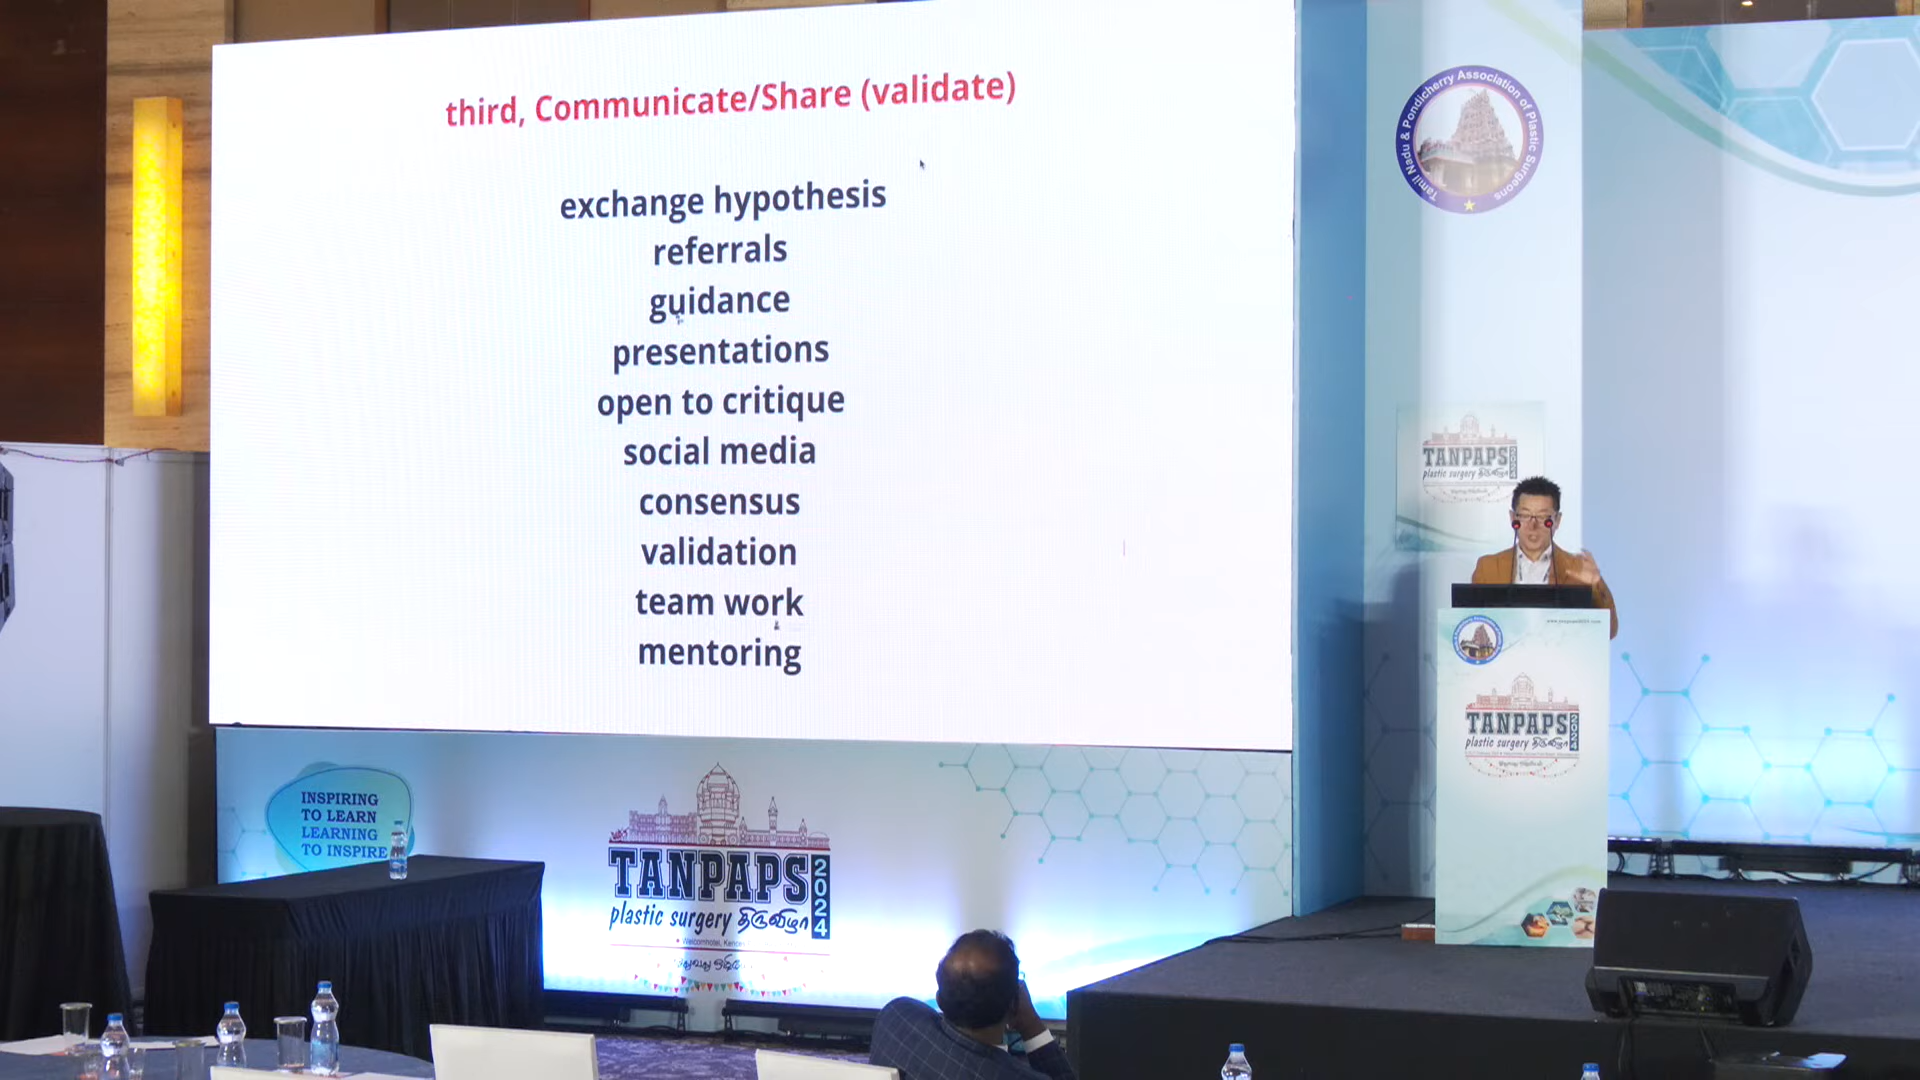 third, Communicate/Share (validate)
exchange hypothesis
referrals
guidance
presentations
open to critique
social media
consensus
validation
team work
mentoring
Tamil Nadu & Pondicherry Association of Plastic Surgeons
TANPAPS
plastic surgery திருவிழா
TANPAPS 2024
plastic surgery திருவிழா
INSPIRING
TO LEARN
LEARNING
TO INSPIRE
TANPAPS 2024
plastic surgery திருவிழா